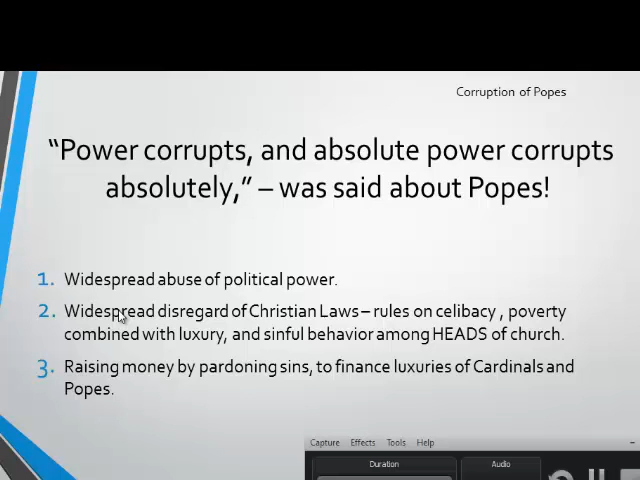 Corruption of Popes
“Power corrupts, and absolute power corrupts
absolutely,” – was said about Popes!
1. Widespread abuse of political power.
2. Widespread disregard of Christian Laws – rules on celibacy , poverty
combined with luxury, and sinful behavior among HEADS of church.
3. Raising money by pardoning sins, to finance luxuries of Cardinals and
Popes.
Capture Effects Tools Help
Duration Audio